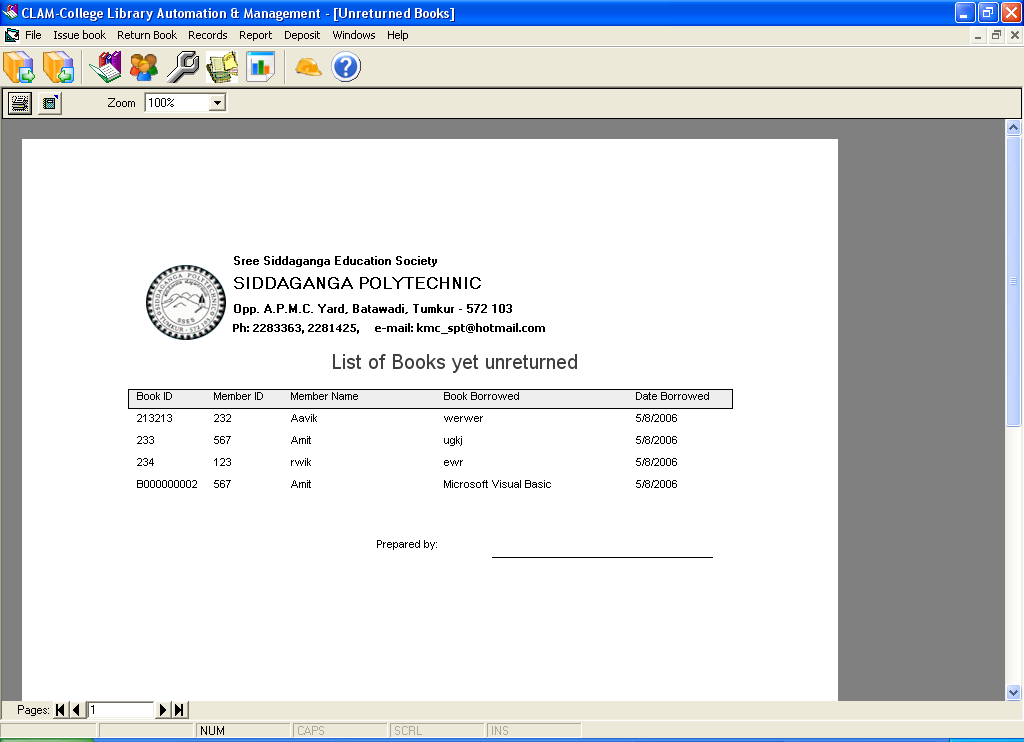 CLAM-College Library Automation & Management - [Unreturned Books]
File Issue book Return Book Records Report Deposit Windows Help
Zoom 100%
Sree Siddaganga Education Society
SIDDAGANGA POLYTECHNIC
Opp. A.P.M.C. Yard, Batawadi, Tumkur - 572 103
Ph: 2283363, 2281425, e-mail: kmc_spt@hotmail.com
SIDDAGANGA POLYTECHNIC
SSES
TUMKUR - 572 103
List of Books yet unreturned
Book ID Member ID Member Name Book Borrowed Date Borrowed
213213 232 Aavik werwer 5/8/2006
233 567 Amit ugkj 5/8/2006
234 123 rwik ewr 5/8/2006
B000000002 567 Amit Microsoft Visual Basic 5/8/2006
Prepared by:
Pages: 1
NUM CAPS SCRL INS